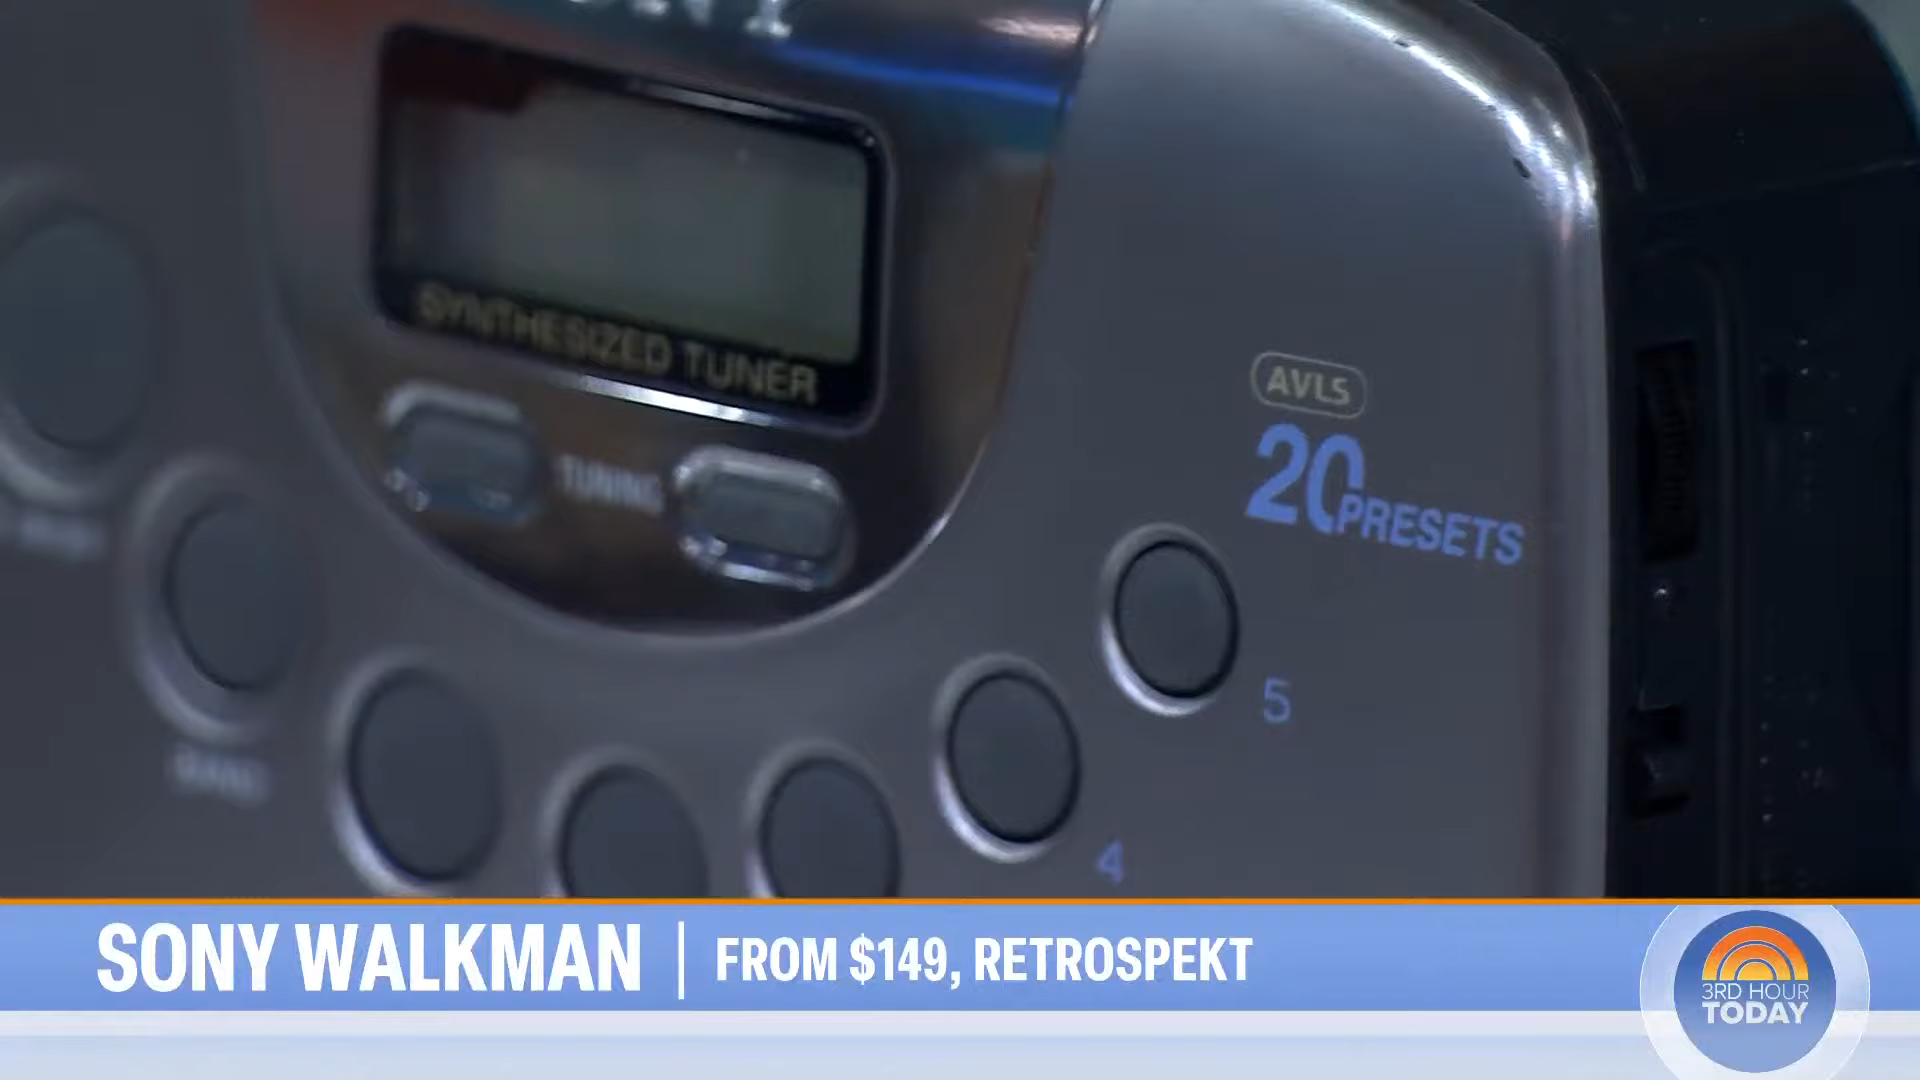 SYNTHESIZED TUNER
TUNING
AVLS
20 PRESETS
5
4
SONY WALKMAN
FROM $149, RETROSPEKT
3RD HOUR
TODAY